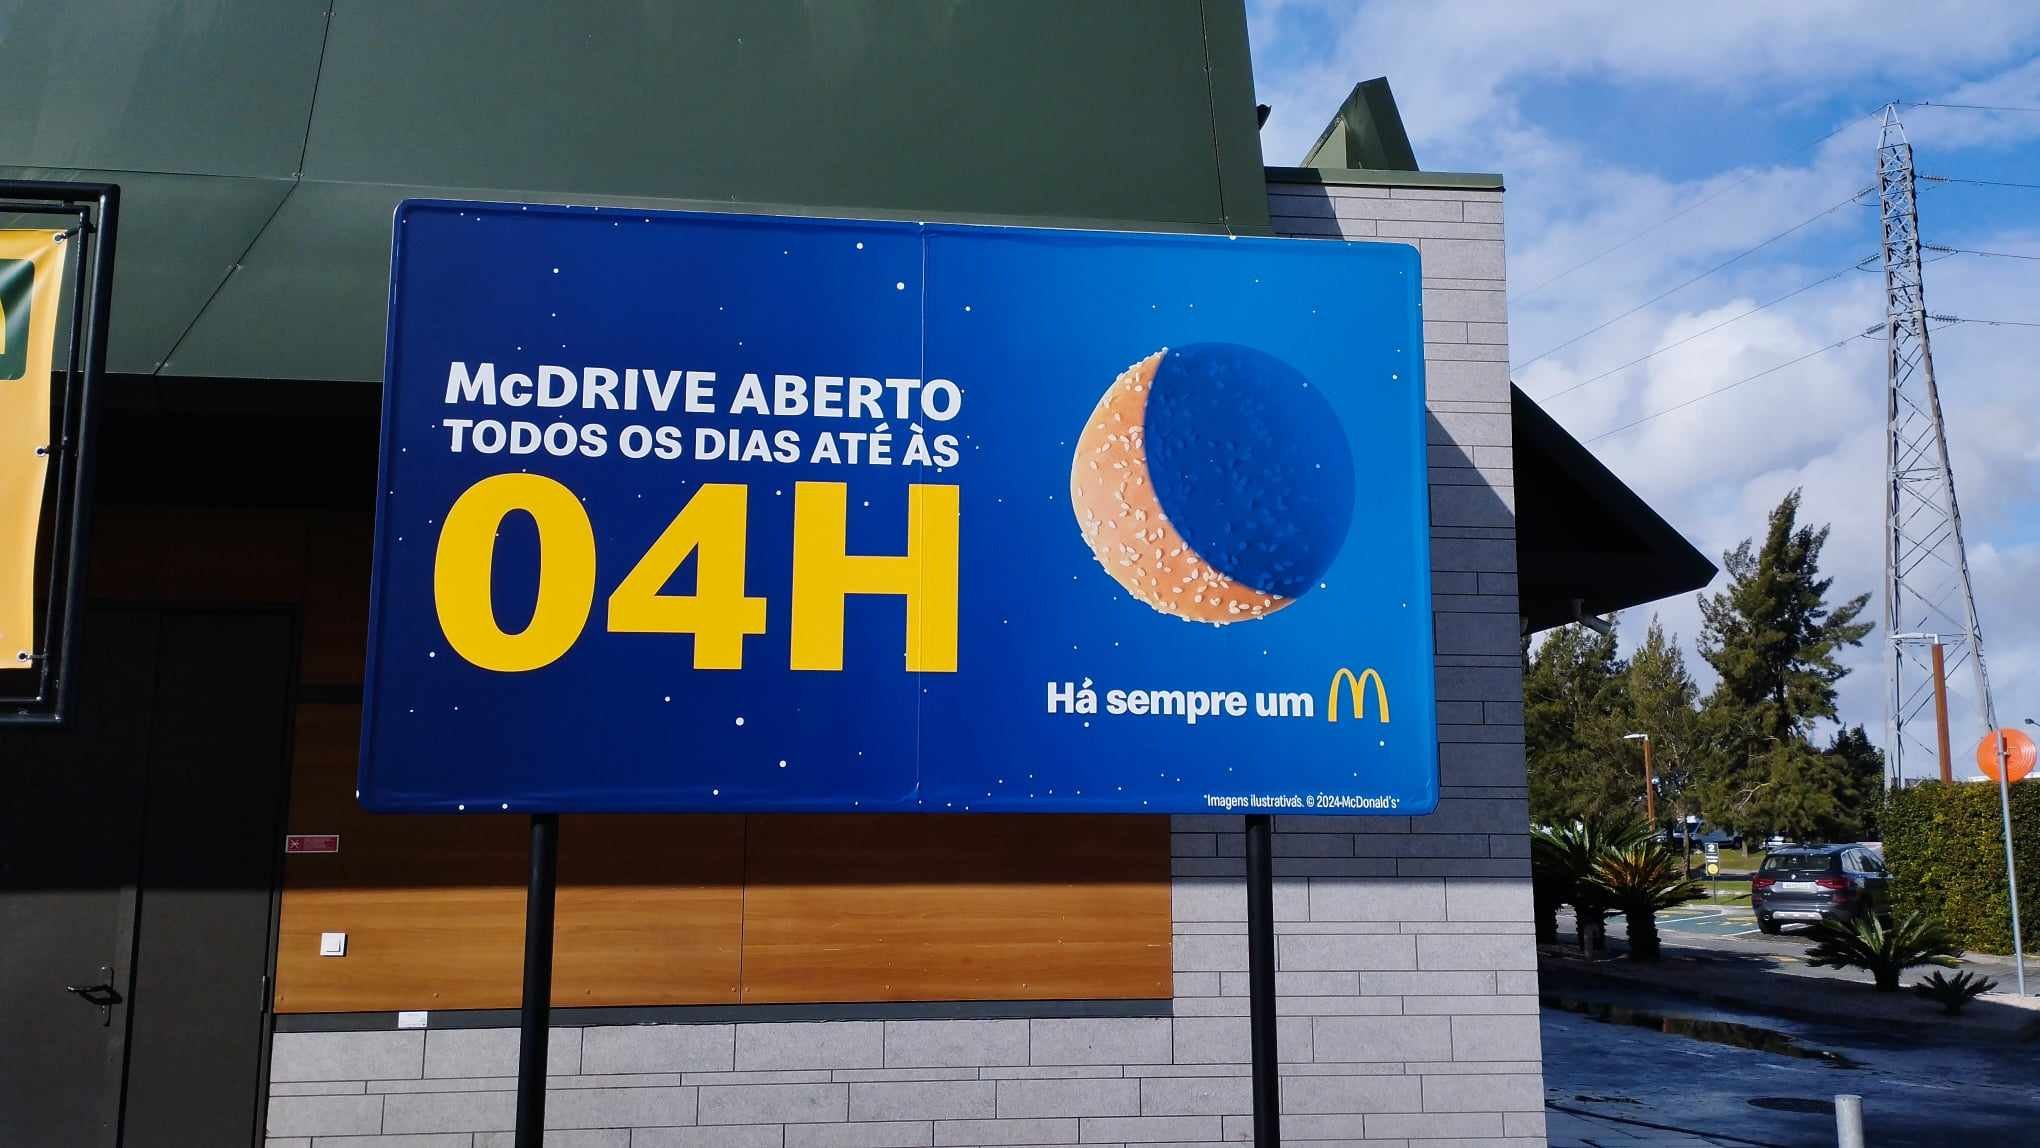 McDRIVE ABERTO
TODOS OS DIAS ATÉ ÀS
04H
Há sempre um
*Imagens ilustrativas. © 2024 McDonald's*